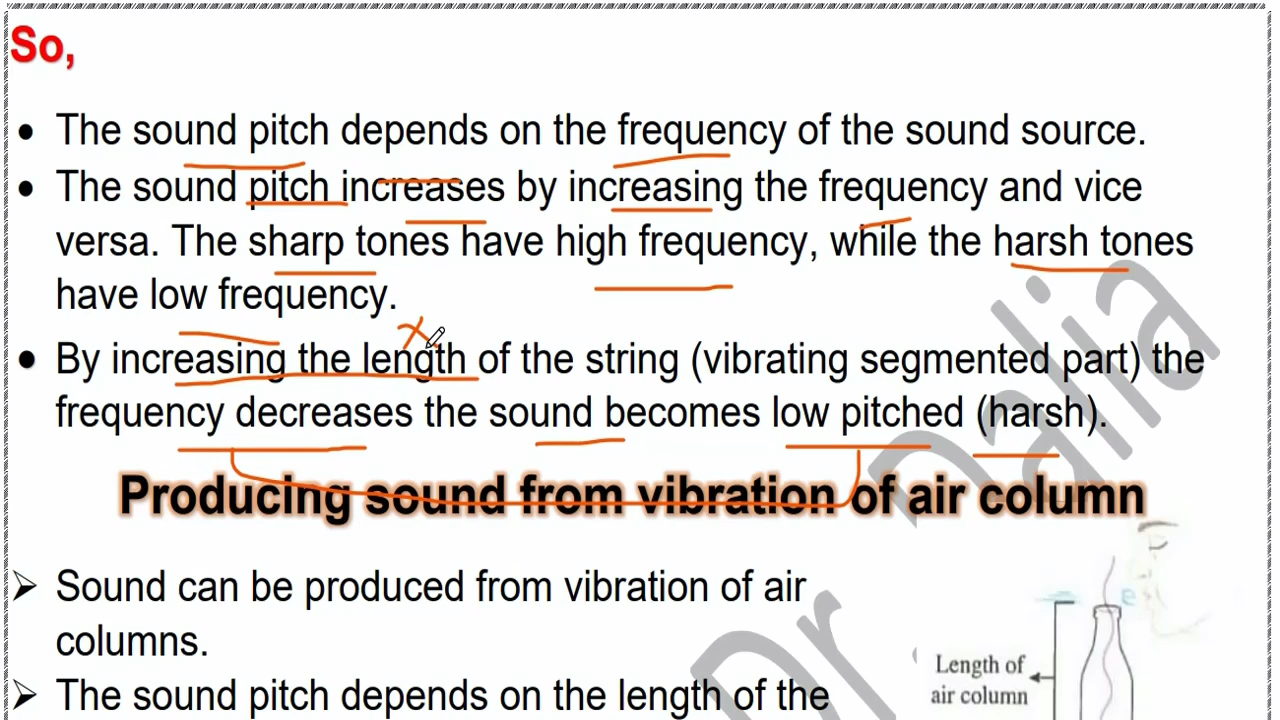 So,
• The sound pitch depends on the frequency of the sound source.
• The sound pitch increases by increasing the frequency and vice
versa. The sharp tones have high frequency, while the harsh tones
have low frequency.
• By increasing the length of the string (vibrating segmented part) the
frequency decreases the sound becomes low pitched (harsh).
Producing sound from vibration of air column
➢ Sound can be produced from vibration of air
columns.
➢ The sound pitch depends on the length of the
Length of
air column
Dr Dalia